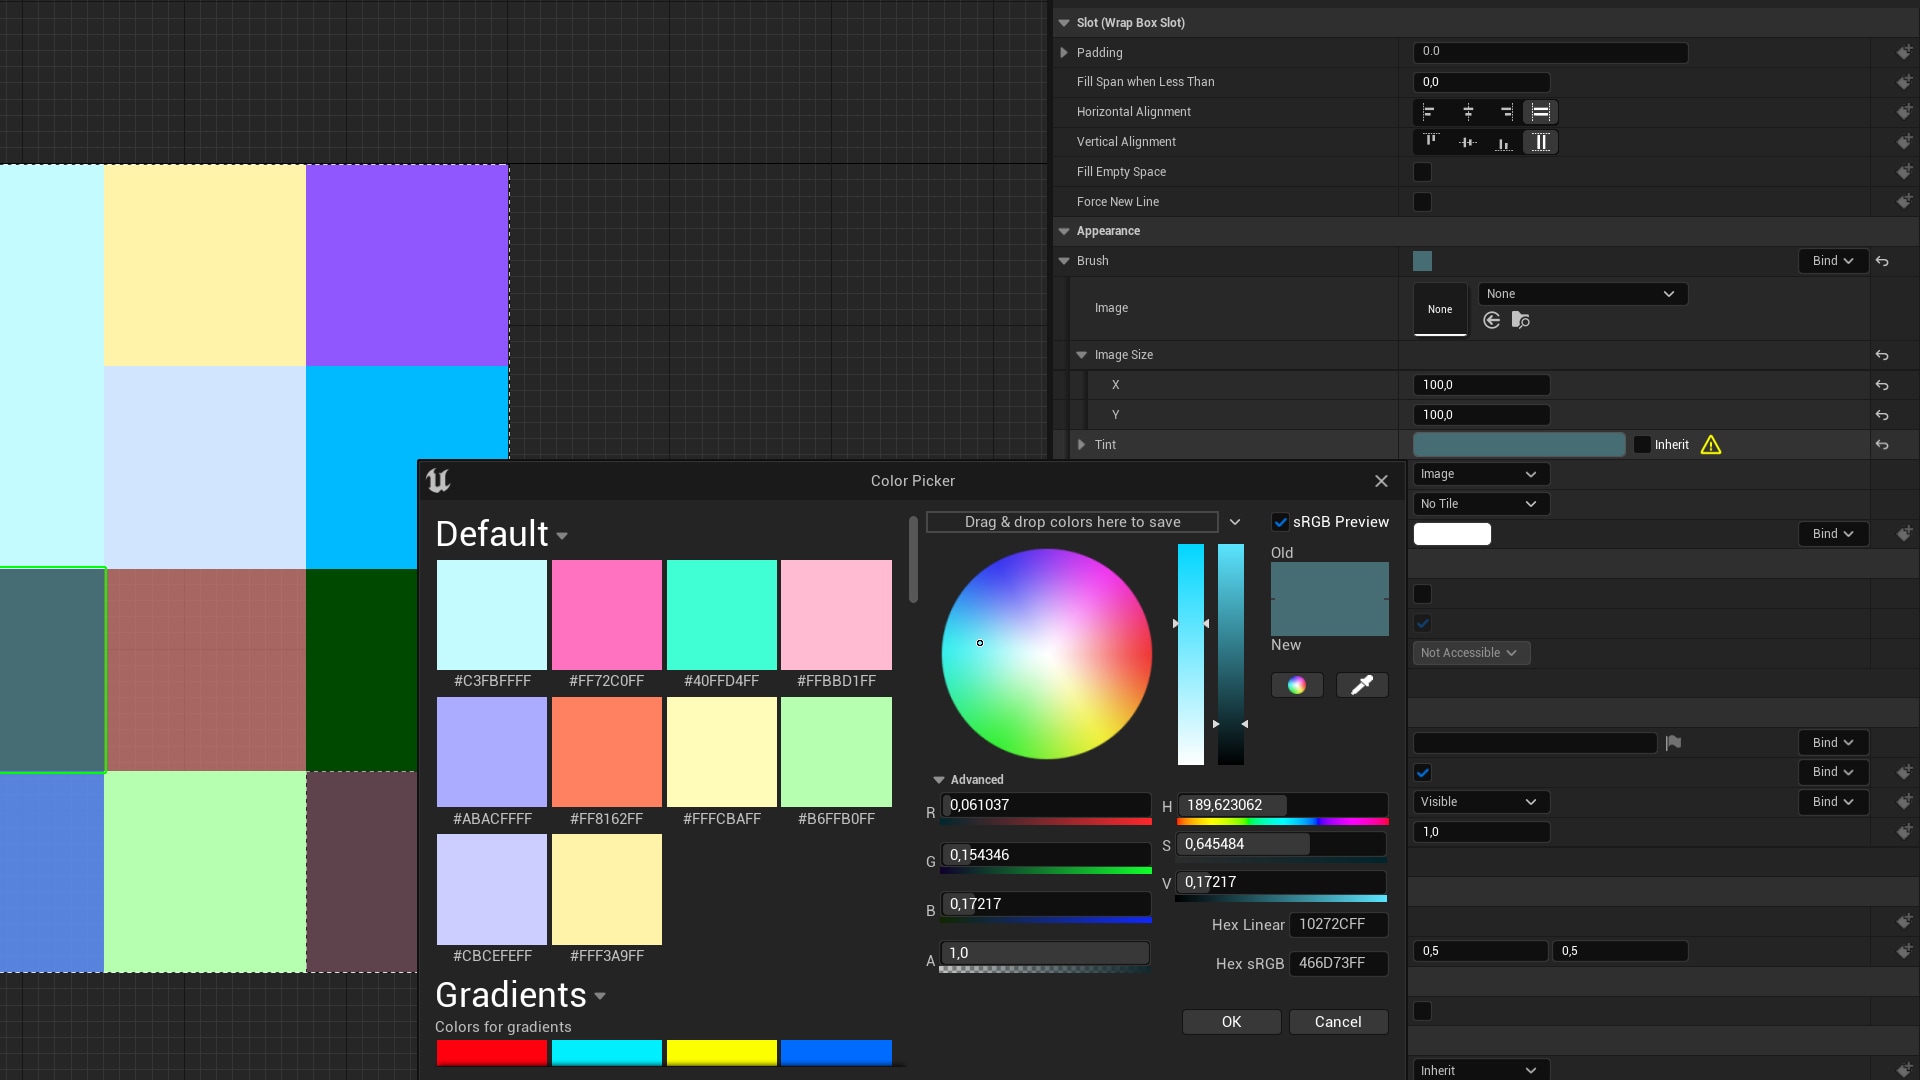 Slot (Wrap Box Slot)
Padding
0.0
Fill Span when Less Than
0,0
Horizontal Alignment
Vertical Alignment
Fill Empty Space
Force New Line
Appearance
Brush
Bind
Image
None
None
Image Size
X
100,0
Y
100,0
Tint
Inherit
Image
No Tile
Bind
Not Accessible
Bind
Bind
Visible
Bind
1,0
0,5
0,5
Inherit
Color Picker
Default
#C3FBFFFF
#FF72C0FF
#40FFD4FF
#FFBBD1FF
#ABACFFFF
#FF8162FF
#FFFCBAFF
#B6FFB0FF
#CBCEFEFF
#FFF3A9FF
Gradients
Colors for gradients
Drag & drop colors here to save
sRGB Preview
Old
New
Advanced
R
0,061037
G
0,154346
B
0,17217
A
1,0
H
189,623062
S
0,645484
V
0,17217
Hex Linear
10272CFF
Hex sRGB
466D73FF
OK
Cancel